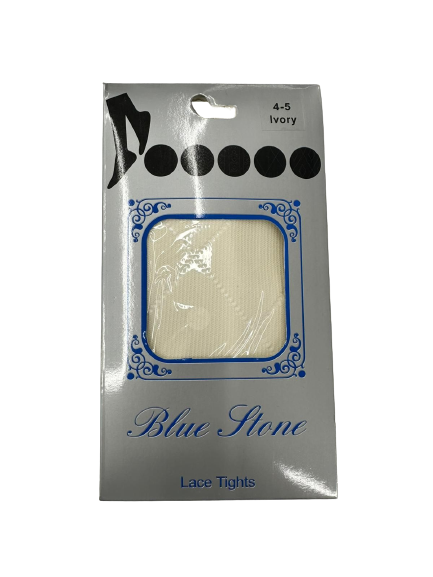 4-5
Ivory
Blue Stone
Lace Tights